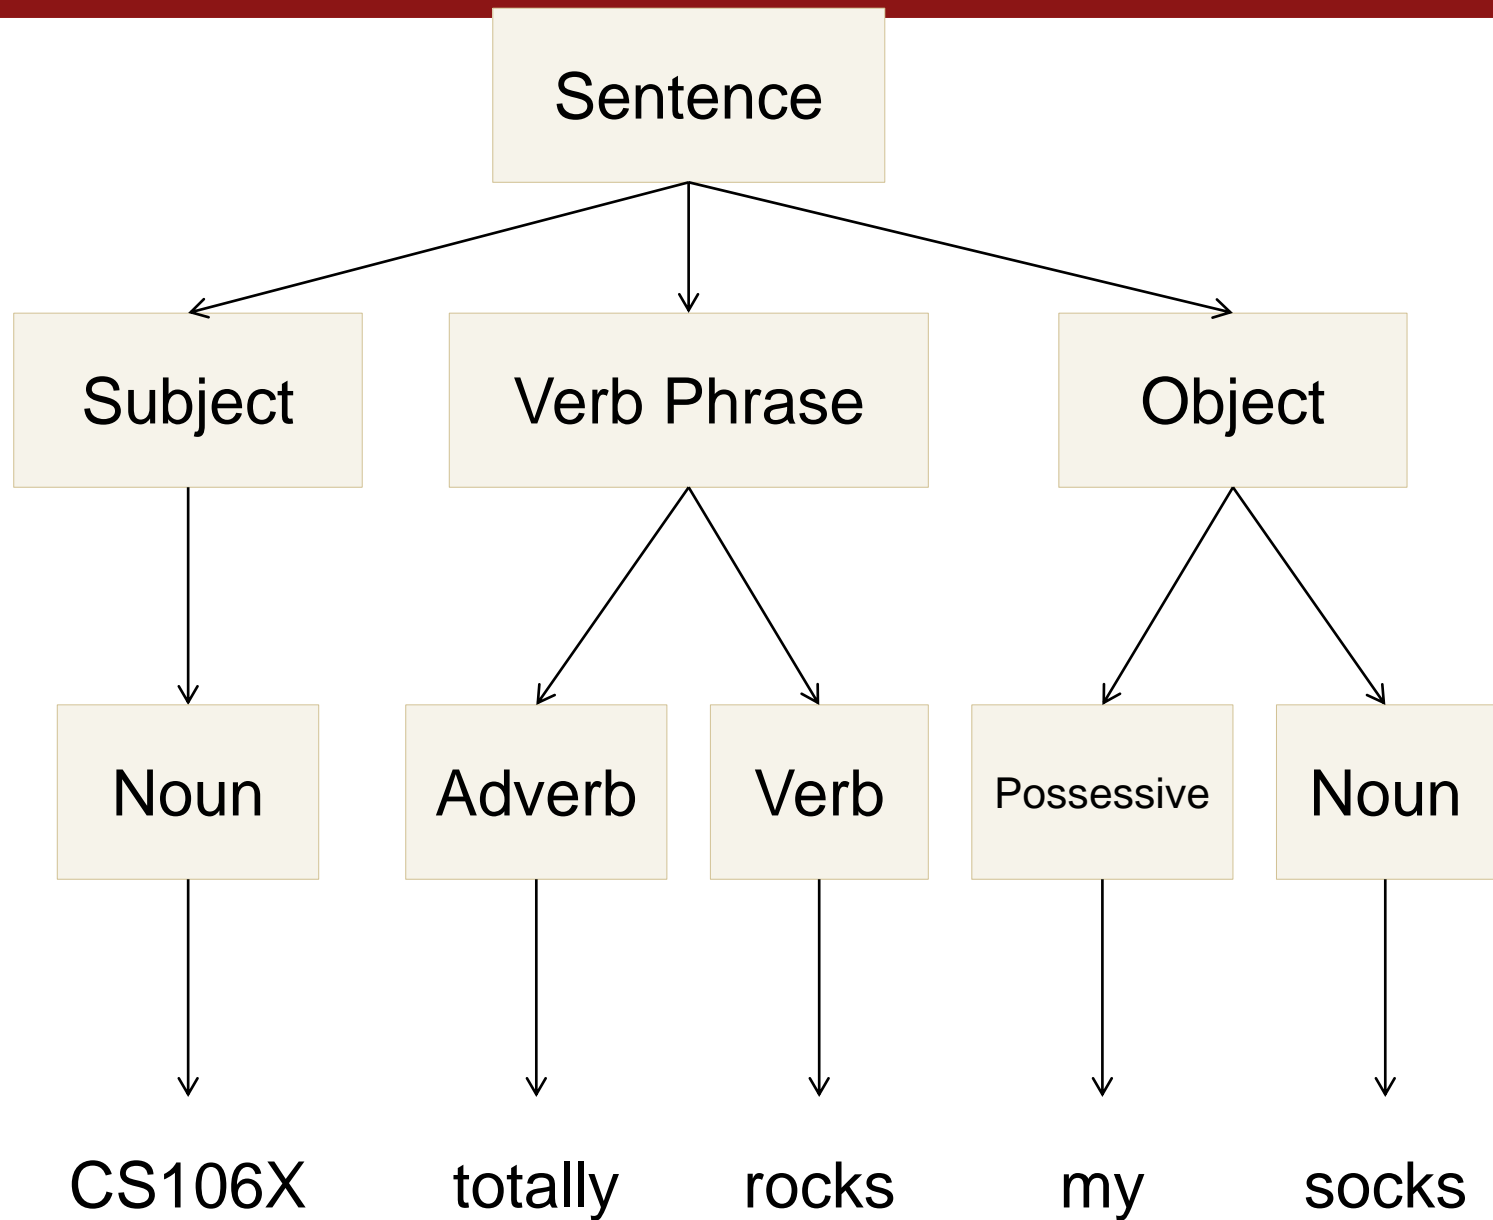 Sentence
Subject Verb Phrase Object
Noun Adverb Verb Possessive Noun
CS106X totally rocks my socks